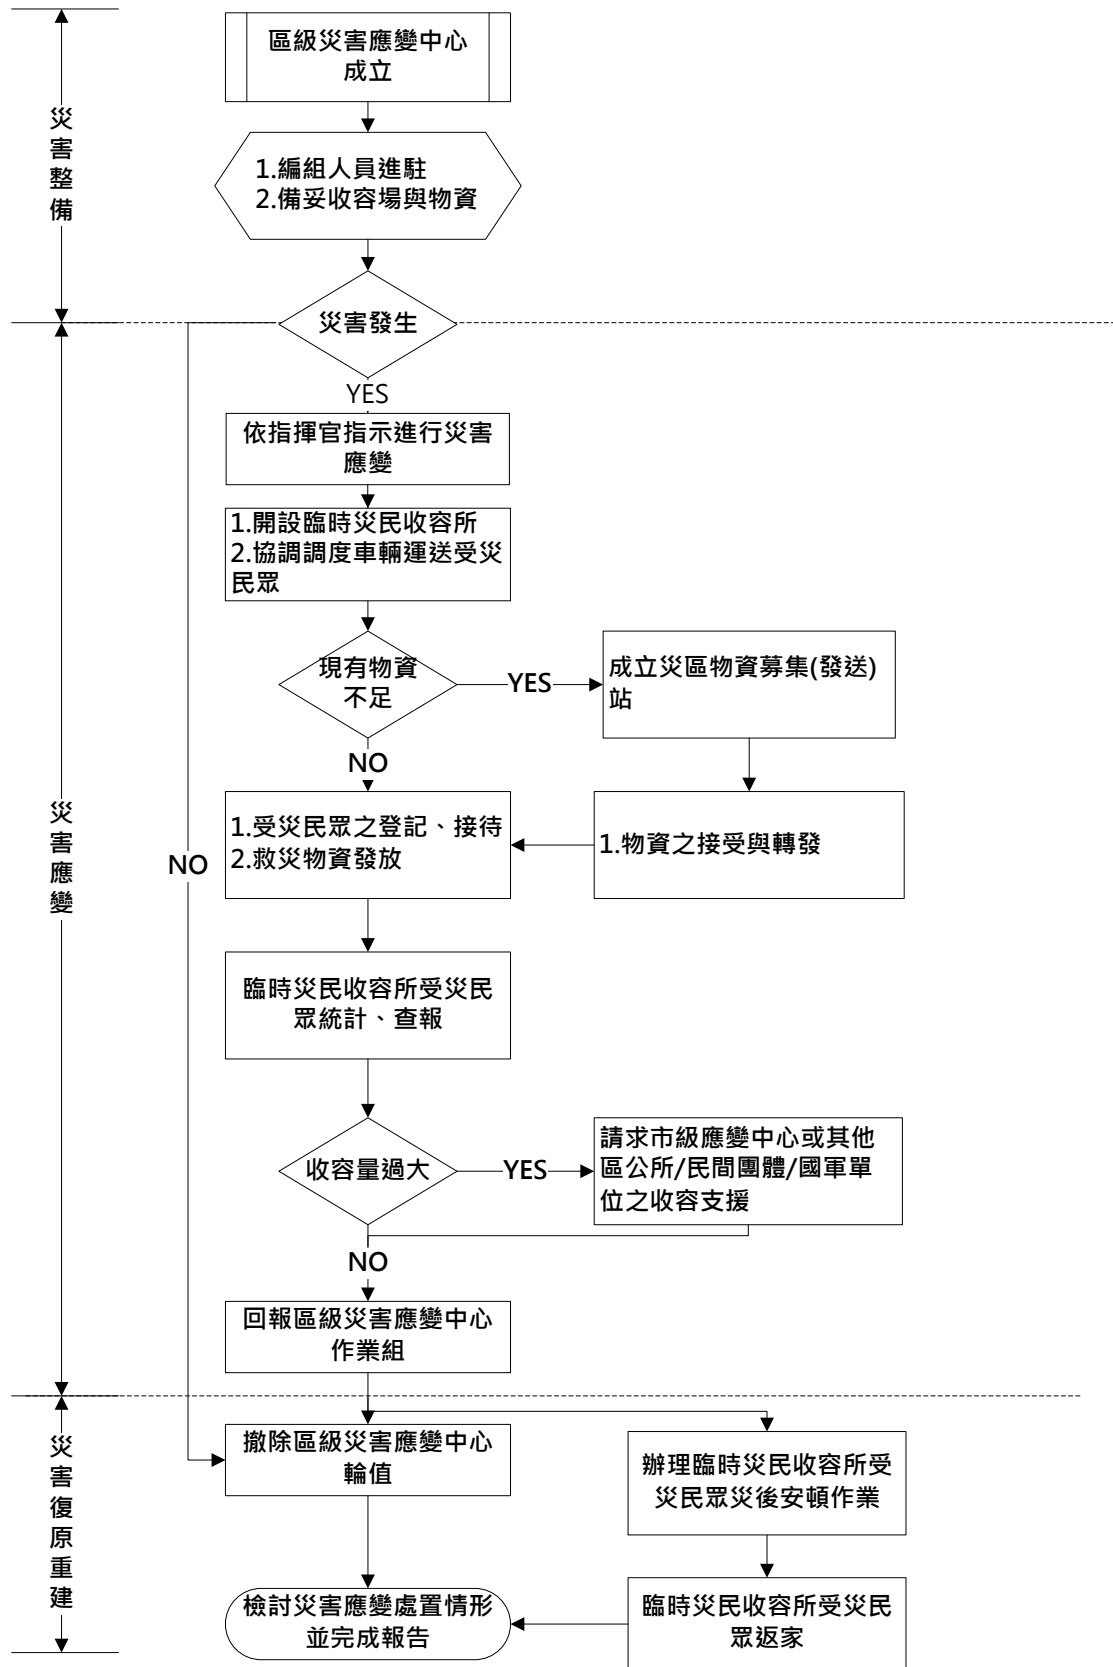 區級災害應變中心
成立
災害整備
1.編組人員進駐
2.備妥收容場與物資
災害發生
YES
依指揮官指示進行災害
應變
1.開設臨時災民收容所
2.協調調度車輛運送受災
民眾
現有物資
不足
YES
成立災區物資募集(發送)
站
NO
災害應變
NO
1.受災民眾之登記、接待
2.救災物資發放
1.物資之接受與轉發
臨時災民收容所受災民
眾統計、查報
收容量過大
YES
請求市級應變中心或其他
區公所/民間團體/國軍單
位之收容支援
NO
回報區級災害應變中心
作業組
災害復原重建
撤除區級災害應變中心
輪值
辦理臨時災民收容所受
災民眾災後安頓作業
檢討災害應變處置情形
並完成報告
臨時災民收容所受災民
眾返家